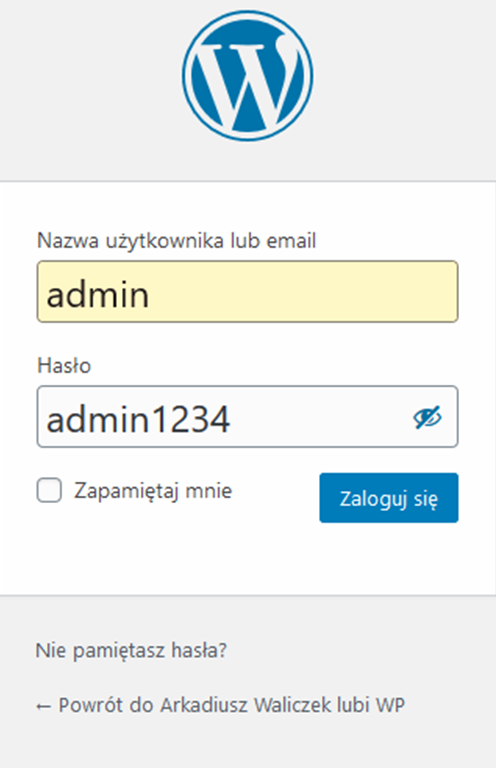 Nazwa użytkownika lub email
admin
Hasło
admin1234
Zapamiętaj mnie
Zaloguj się
Nie pamiętasz hasła?
← Powrót do Arkadiusz Waliczek lubi WP